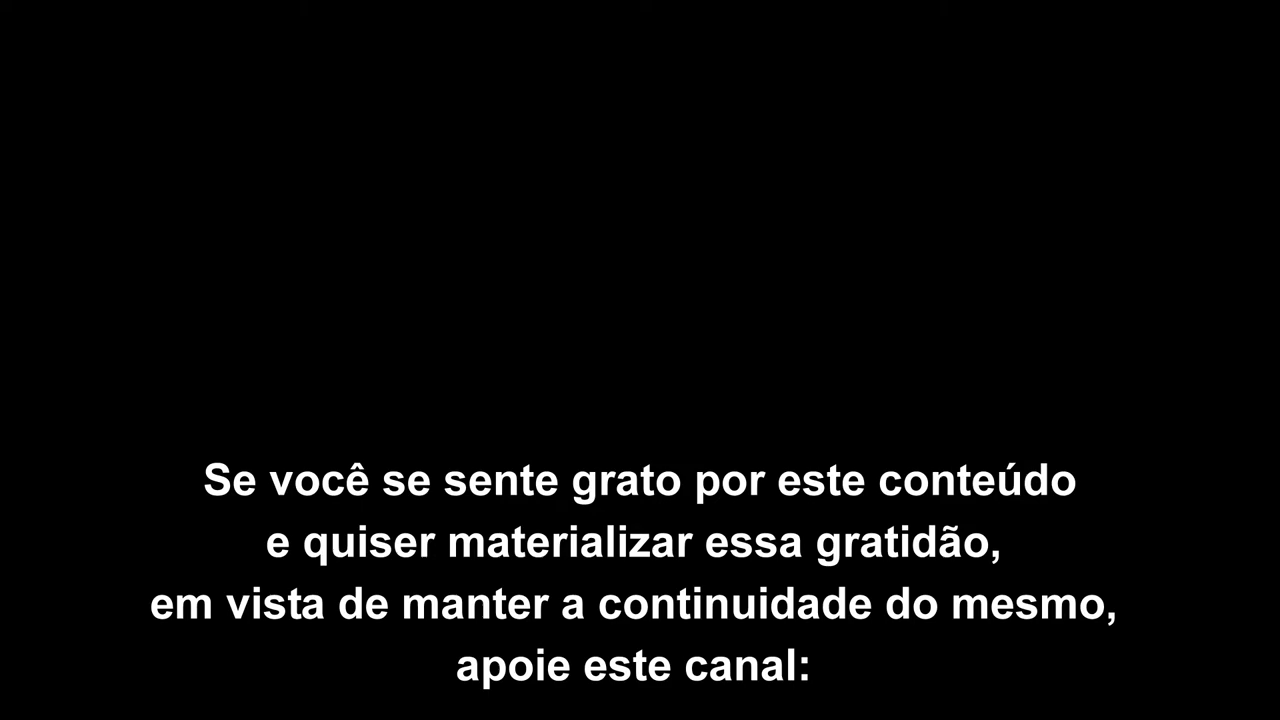 Se você se sente grato por este conteúdo
e quiser materializar essa gratidão,
em vista de manter a continuidade do mesmo,
apoie este canal: